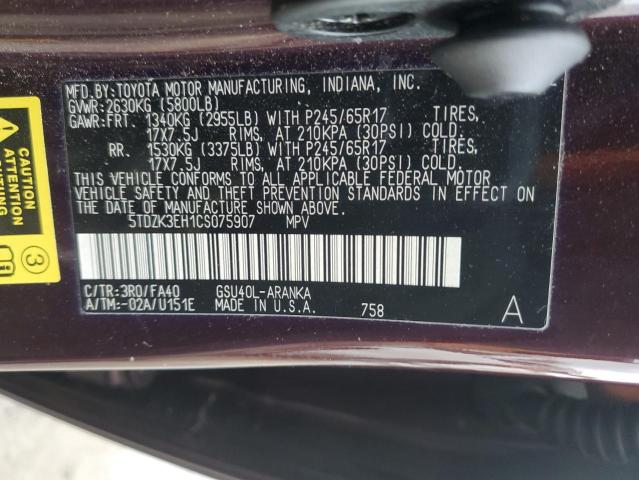 MFD.BY:TOYOTA MOTOR MANUFACTURING, INDIANA, INC.
GVWR:2630KG (5800LB)
GAWR:FRT. 1340KG (2955LB) WITH P245/65R17 TIRES,
17X7.5J RIMS, AT 210KPA (30PSI) COLD.
RR. 1530KG (3375LB) WITH P245/65R17 TIRES,
17X7.5J RIMS, AT 210KPA (30PSI) COLD.
THIS VEHICLE CONFORMS TO ALL APPLICABLE FEDERAL MOTOR
VEHICLE SAFETY AND THEFT PREVENTION STANDARDS IN EFFECT ON
THE DATE OF MANUFACTURE SHOWN ABOVE.
5TDZK3EH1CS075907 MPV
C/TR:3R0/FA40 GSU40L-ARANKA
A/TM:-02A/U151E MADE IN U.S.A. 758 A
CAUTION
ATTENTION
3